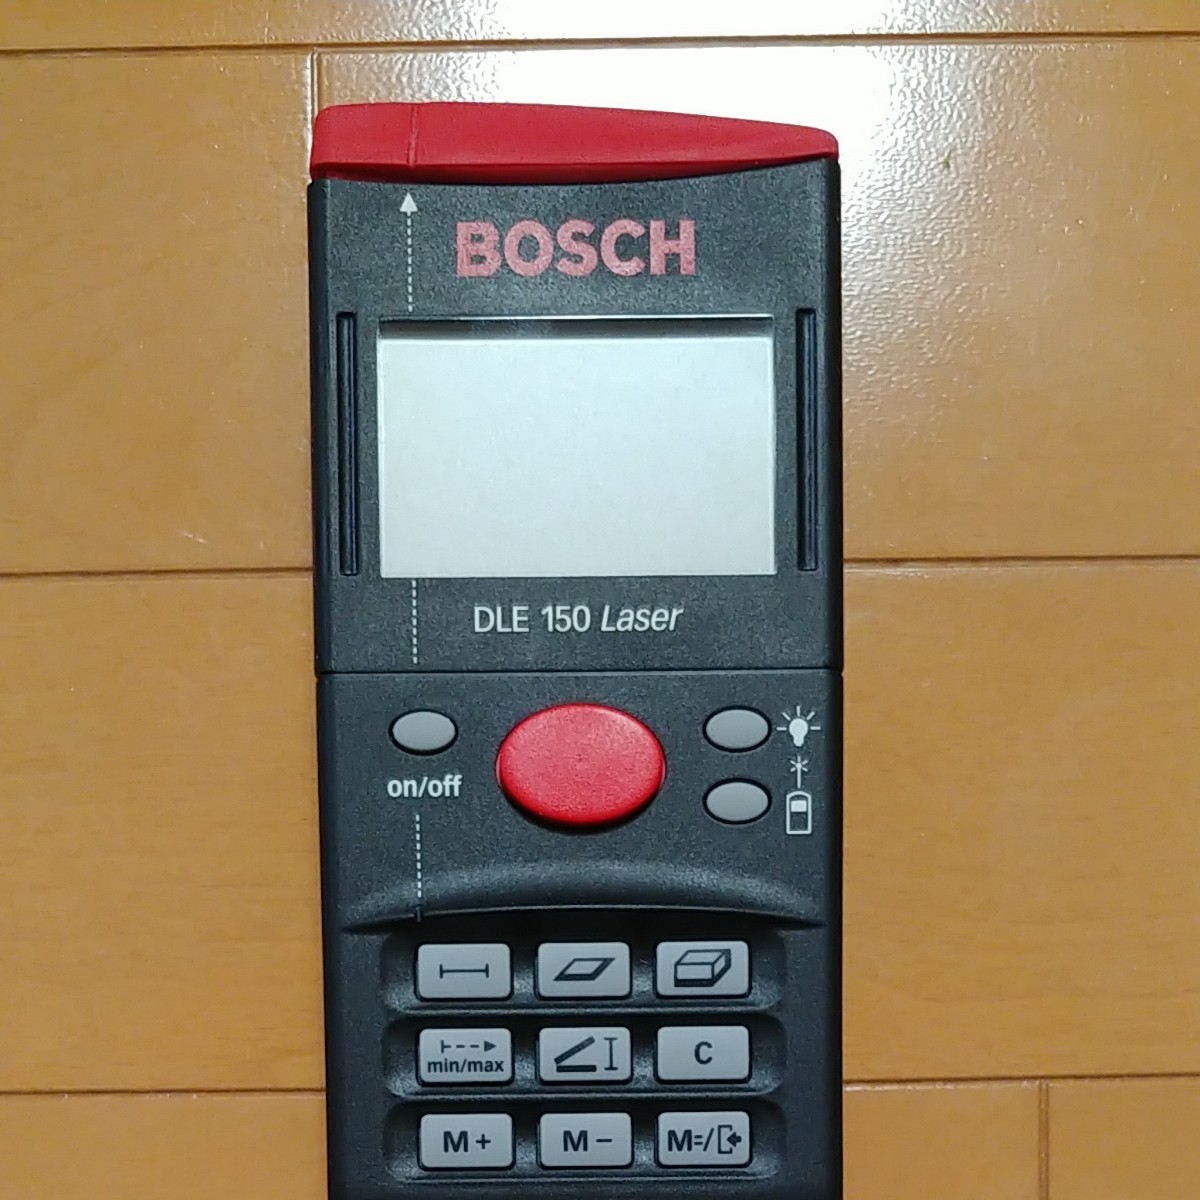 BOSCH
DLE 150 Laser
on/off
min/max
C
M+
M−
M=/